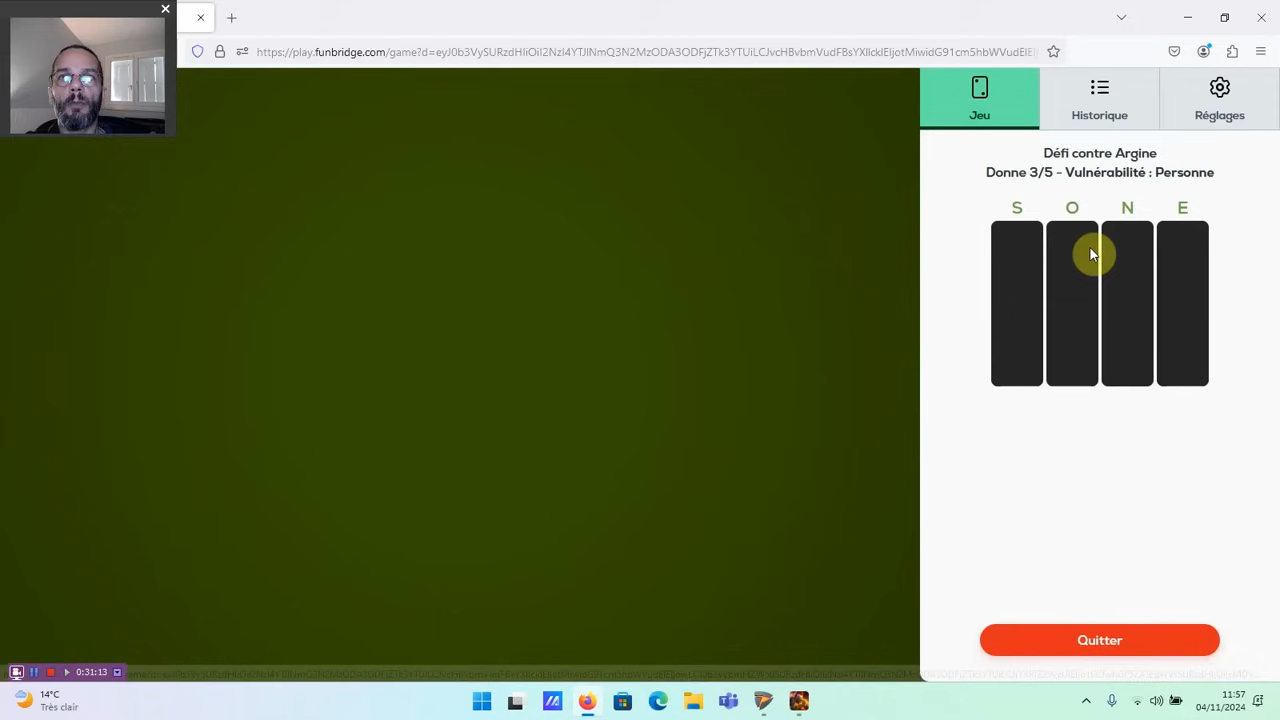 https://play.funbridge.com/game?d=
Jeu
Historique
Réglages
Défi contre Argine
Donne 3/5 - Vulnérabilité : Personne
S O N E
Quitter
0:31:13
14°C
Très clair
11:57
04/11/2024